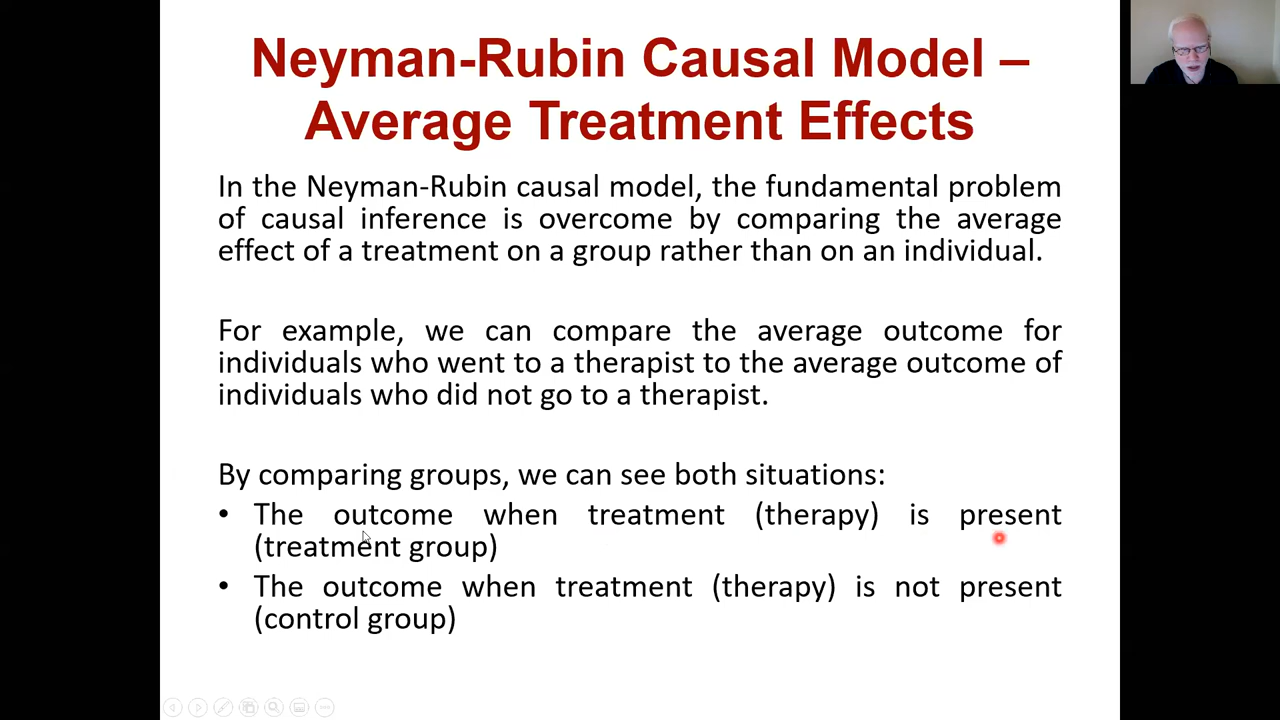 Neyman-Rubin Causal Model –
Average Treatment Effects
In the Neyman-Rubin causal model, the fundamental problem
of causal inference is overcome by comparing the average
effect of a treatment on a group rather than on an individual.
For example, we can compare the average outcome for
individuals who went to a therapist to the average outcome of
individuals who did not go to a therapist.
By comparing groups, we can see both situations:
• The outcome when treatment (therapy) is present
(treatment group)
• The outcome when treatment (therapy) is not present
(control group)